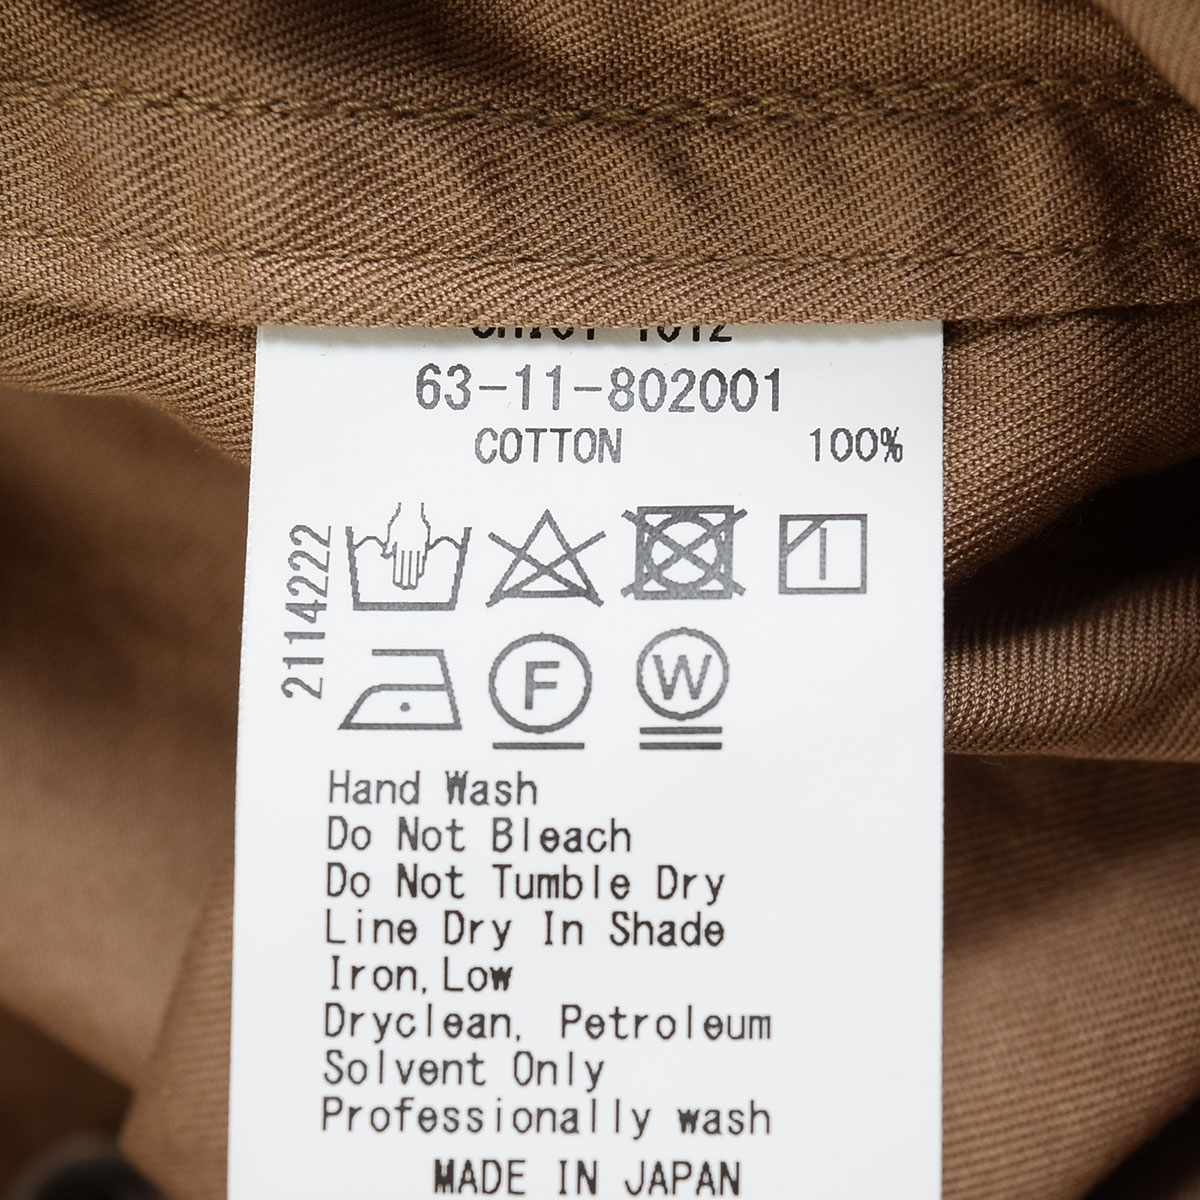 63-11-802001
COTTON 100%
2114222
F W
Hand Wash
Do Not Bleach
Do Not Tumble Dry
Line Dry In Shade
Iron,Low
Dryclean, Petroleum
Solvent Only
Professionally wash
MADE IN JAPAN